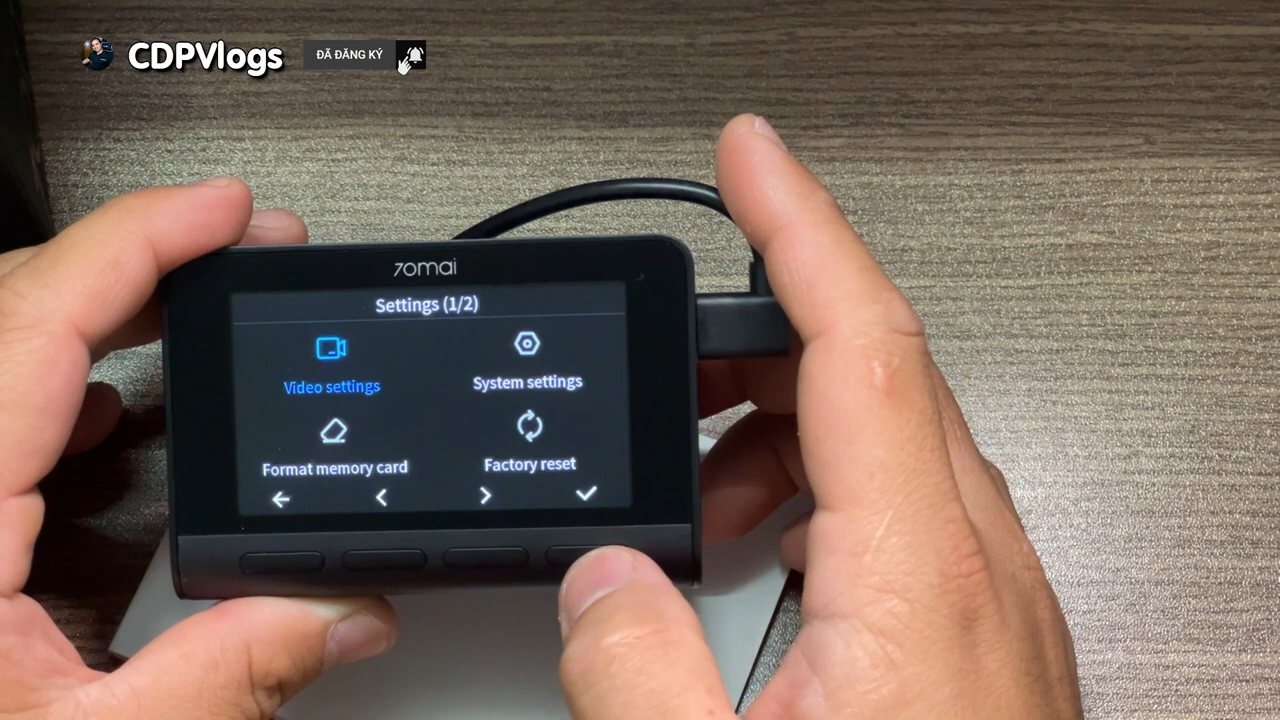 CDPVlogs
ĐÃ ĐĂNG KÝ
70mai
Settings (1/2)
Video settings
System settings
Format memory card
Factory reset